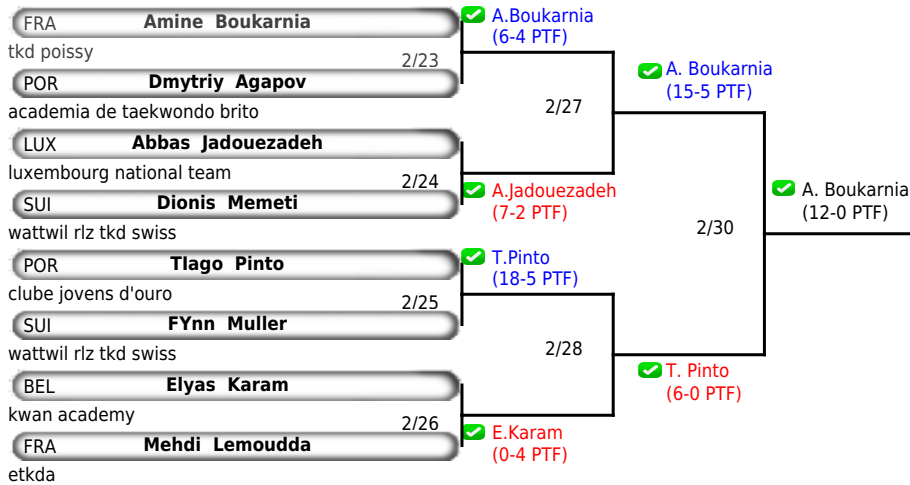 FRA Amine Boukarnia
tkd poissy
2/23
POR Dmytriy Agapov
academia de taekwondo brito
LUX Abbas Jadouezadeh
luxembourg national team
2/24
SUI Dionis Memeti
wattwil rlz tkd swiss
POR TIago Pinto
clube jovens d'ouro
2/25
SUI FYnn Muller
wattwil rlz tkd swiss
BEL Elyas Karam
kwan academy
2/26
FRA Mehdi Lemoudda
etkda
A.Boukarnia
(6-4 PTF)
2/27
A.Jadouezadeh
(7-2 PTF)
T.Pinto
(18-5 PTF)
2/28
E.Karam
(0-4 PTF)
A. Boukarnia
(15-5 PTF)
2/30
T. Pinto
(6-0 PTF)
A. Boukarnia
(12-0 PTF)